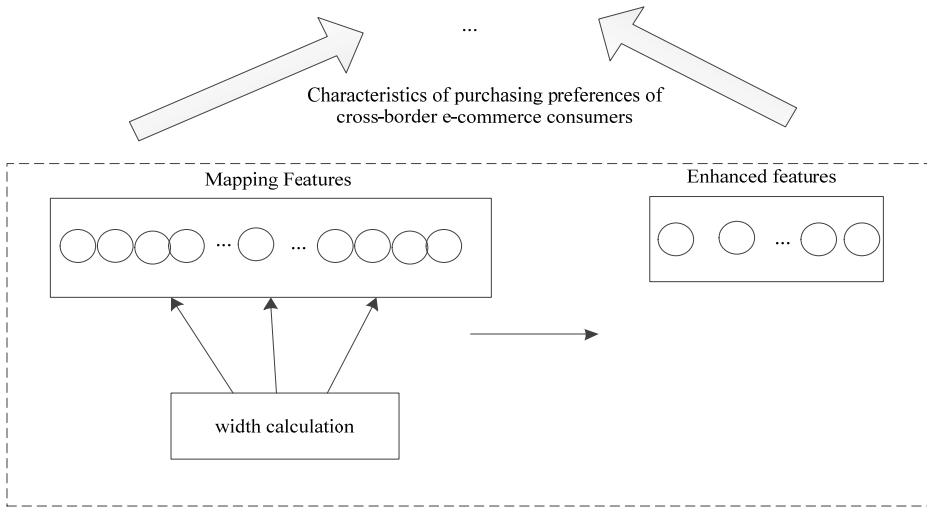 ...
Characteristics of purchasing preferences of
cross-border e-commerce consumers
Mapping Features
Enhanced features
... ...
...
width calculation